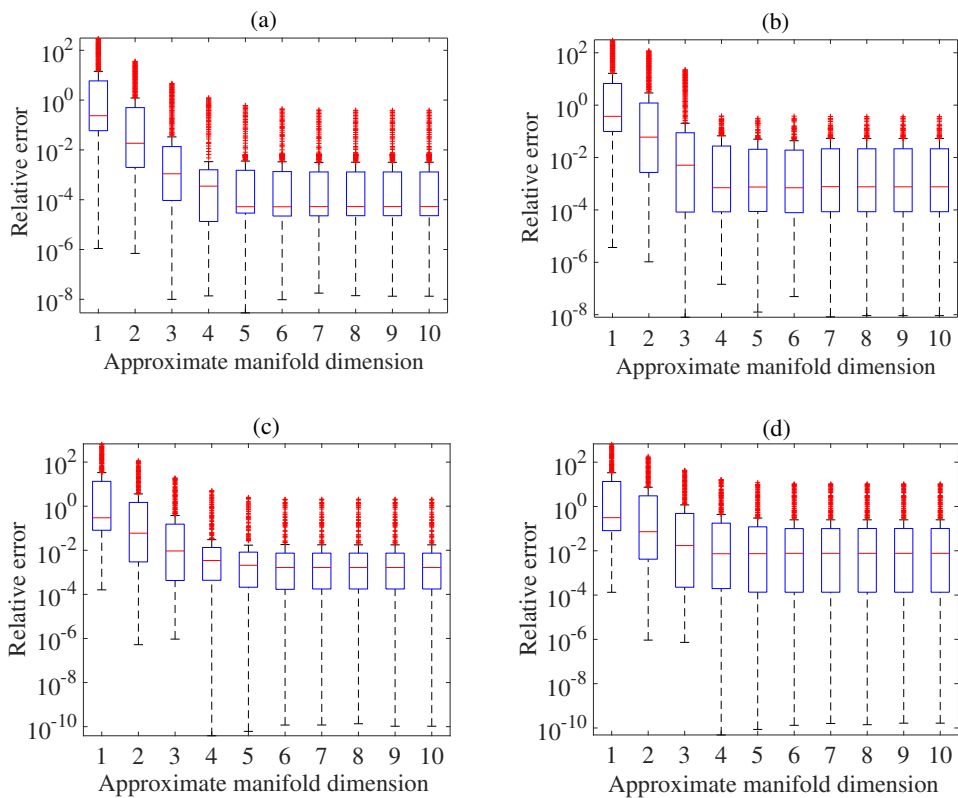 (a)
Relative error
10^2
10^0
10^-2
10^-4
10^-6
10^-8
1 2 3 4 5 6 7 8 9 10
Approximate manifold dimension
(b)
Relative error
10^2
10^0
10^-2
10^-4
10^-6
10^-8
1 2 3 4 5 6 7 8 9 10
Approximate manifold dimension
(c)
Relative error
10^2
10^0
10^-2
10^-4
10^-6
10^-8
10^-10
1 2 3 4 5 6 7 8 9 10
Approximate manifold dimension
(d)
Relative error
10^2
10^0
10^-2
10^-4
10^-6
10^-8
10^-10
1 2 3 4 5 6 7 8 9 10
Approximate manifold dimension